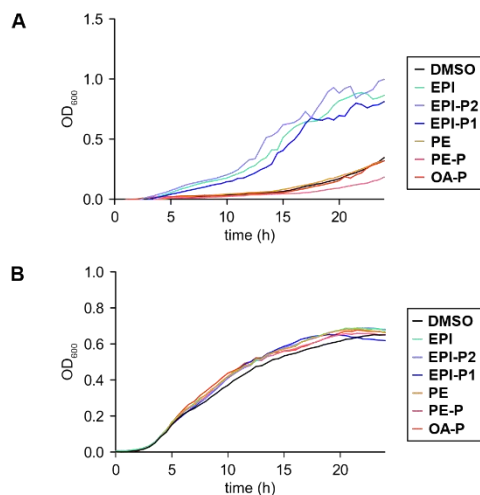 A
1.5
1.0
0.5
0.0
OD600
0
5
10
15
20
time (h)
DMSO
EPI
EPI-P2
EPI-P1
PE
PE-P
OA-P
B
1.0
0.8
0.6
0.4
0.2
0.0
OD600
0
5
10
15
20
time (h)
DMSO
EPI
EPI-P2
EPI-P1
PE
PE-P
OA-P